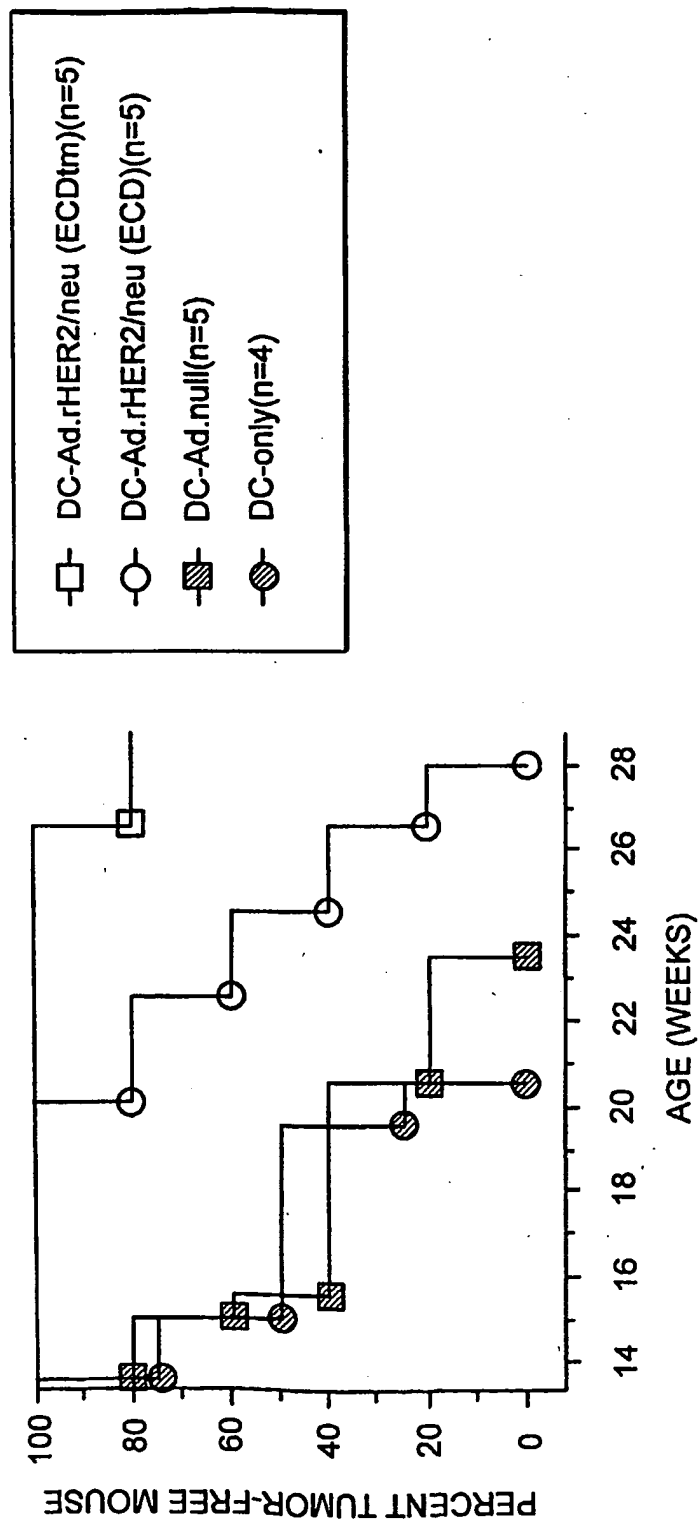 DC-Ad.rHER2/neu (ECDtm)(n=5)
DC-Ad.rHER2/neu (ECD)(n=5)
DC-Ad.null(n=5)
DC-only(n=4)
PERCENT TUMOR-FREE MOUSE
100
80
60
40
20
0
14
16
18
20
22
24
26
28
AGE (WEEKS)